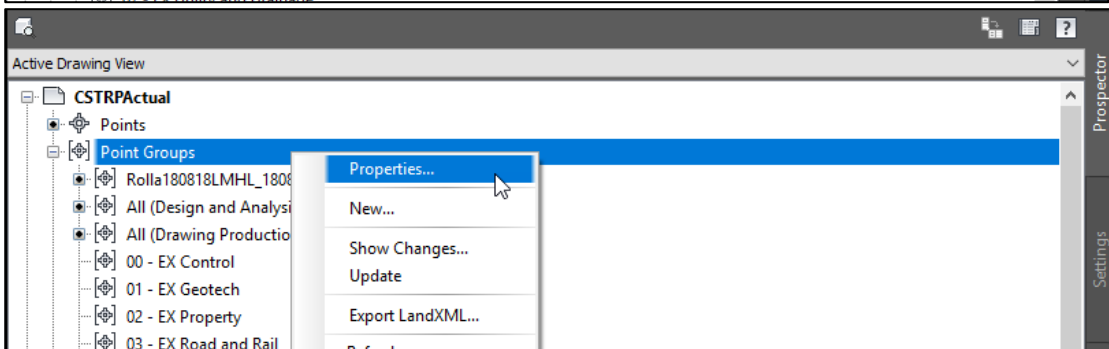 ?
Active Drawing View
CSTRPActual
Points
Point Groups
Properties...
Rolla180818LMHL_1808
All (Design and Analysi
New...
All (Drawing Productio
Show Changes...
00 - EX Control
Update
01 - EX Geotech
02 - EX Property
Export LandXML...
03 - EX Road and Rail
Prospector
Settings